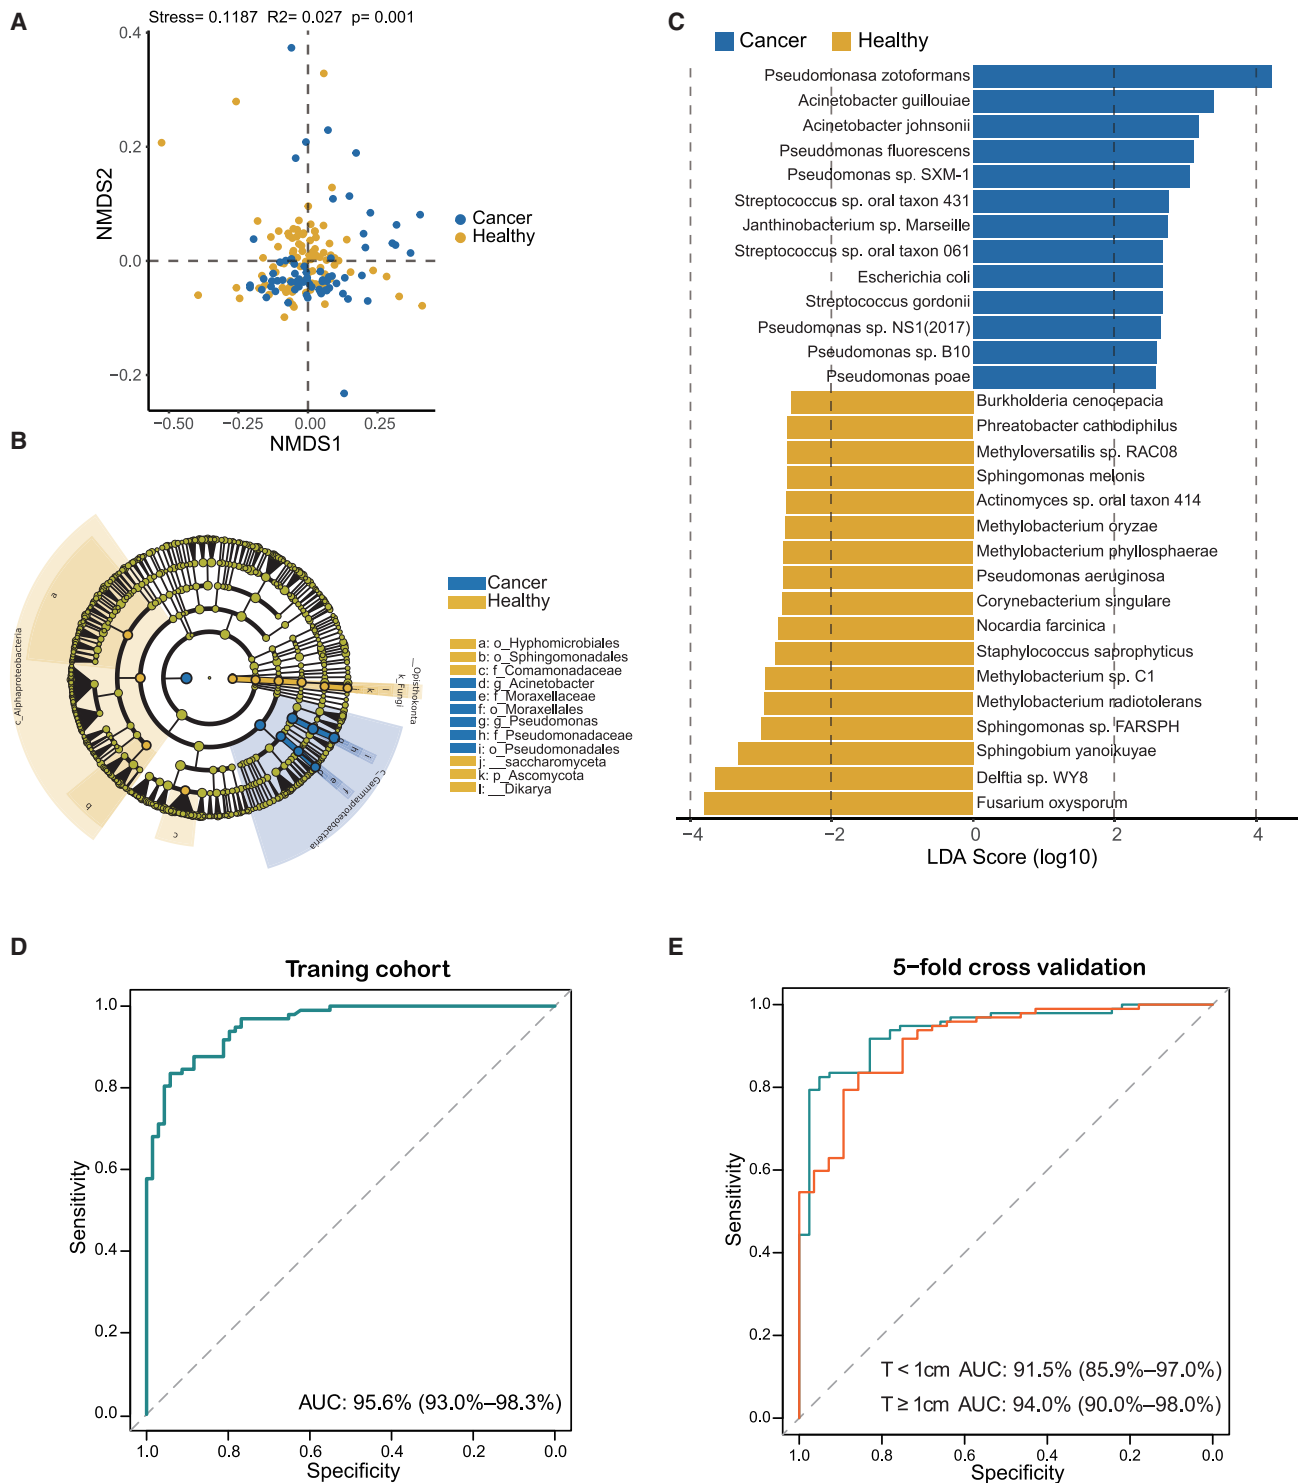 A
Stress= 0.1187 R2= 0.027 p= 0.001
0.4
0.2
0.0
−0.2
NMDS2
−0.50
−0.25
0.00
0.25
NMDS1
Cancer
Healthy
B
c_Alphaproteobacteria
a
b
c
d
e
f
g
h
i
j
k
l
c_Gammaproteobacteria
k_Fungi
__Opisthokonta
Cancer
Healthy
a: o_Hyphomicrobiales
b: o_Sphingomonadales
c: f_Comamonadaceae
d: g_Acinetobacter
e: f_Moraxellaceae
f: o_Moraxellales
g: g_Pseudomonas
h: f_Pseudomonadaceae
i: o_Pseudomonadales
j: __saccharomyceta
k: p_Ascomycota
l: __Dikarya
C
Cancer
Healthy
Pseudomonasa zotoformans
Acinetobacter guillouiae
Acinetobacter johnsonii
Pseudomonas fluorescens
Pseudomonas sp. SXM-1
Streptococcus sp. oral taxon 431
Janthinobacterium sp. Marseille
Streptococcus sp. oral taxon 061
Escherichia coli
Streptococcus gordonii
Pseudomonas sp. NS1(2017)
Pseudomonas sp. B10
Pseudomonas poae
Burkholderia cenocepacia
Phreatobacter cathodiphilus
Methyloversatilis sp. RAC08
Sphingomonas melonis
Actinomyces sp. oral taxon 414
Methylobacterium oryzae
Methylobacterium phyllosphaerae
Pseudomonas aeruginosa
Corynebacterium singulare
Nocardia farcinica
Staphylococcus saprophyticus
Methylobacterium sp. C1
Methylobacterium radiotolerans
Sphingomonas sp. FARSPH
Sphingobium yanoikuyae
Delftia sp. WY8
Fusarium oxysporum
−4
−2
0
2
4
LDA Score (log10)
D
Traning cohort
1.0
0.8
0.6
0.4
0.2
0.0
Sensitivity
AUC: 95.6% (93.0%–98.3%)
1.0
0.8
0.6
0.4
0.2
0.0
Specificity
E
5−fold cross validation
1.0
0.8
0.6
0.4
0.2
0.0
Sensitivity
T < 1cm AUC: 91.5% (85.9%–97.0%)
T ≥ 1cm AUC: 94.0% (90.0%–98.0%)
1.0
0.8
0.6
0.4
0.2
0.0
Specificity